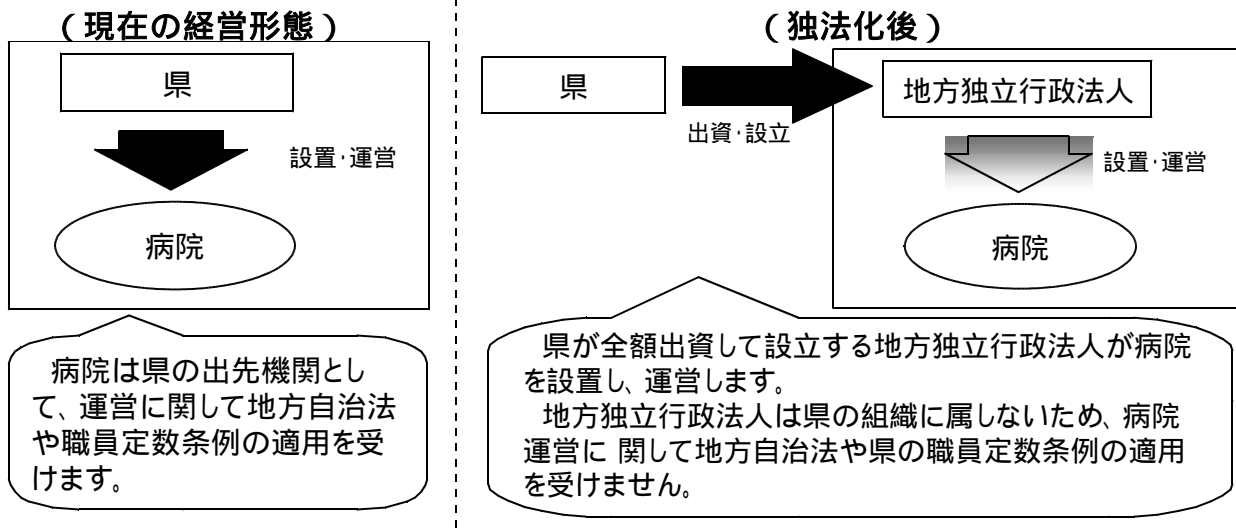 （現在の経営形態）
県
設置・運営
病院
病院は県の出先機関とし
て、運営に関して地方自治法
や職員定数条例の適用を受
けます。
（独法化後）
県
出資・設立
地方独立行政法人
設置・運営
病院
県が全額出資して設立する地方独立行政法人が病院
を設置し、運営します。
地方独立行政法人は県の組織に属しないため、病院
運営に 関して地方自治法や県の職員定数条例の適用
を受けません。